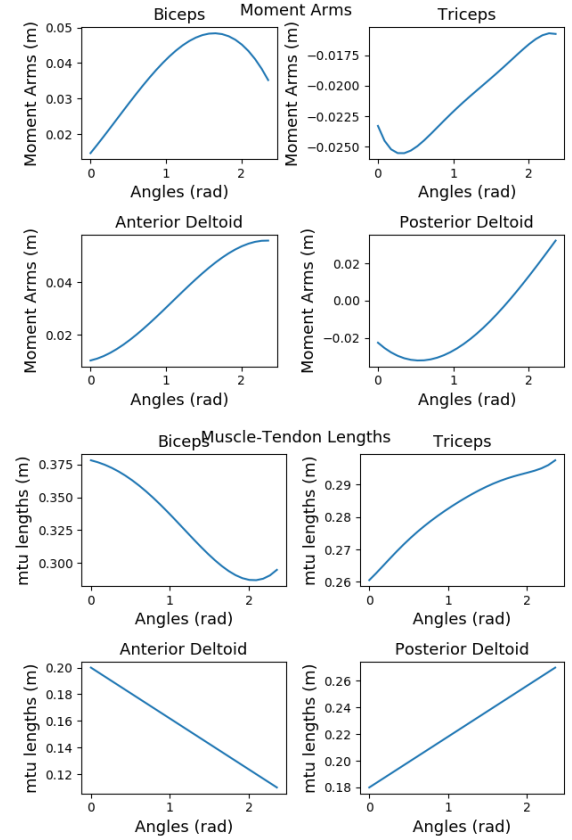 Moment Arms
Biceps
Triceps
Moment Arms (m)
0.05
0.04
0.03
0.02
0 1 2
Angles (rad)
Moment Arms (m)
−0.0175
−0.0200
−0.0225
−0.0250
0 1 2
Angles (rad)
Anterior Deltoid
Posterior Deltoid
Moment Arms (m)
0.04
0.02
0 1 2
Angles (rad)
Moment Arms (m)
0.02
0.00
−0.02
0 1 2
Angles (rad)
Muscle-Tendon Lengths
Biceps
Triceps
mtu lengths (m)
0.375
0.350
0.325
0.300
0 1 2
Angles (rad)
mtu lengths (m)
0.29
0.28
0.27
0.26
0 1 2
Angles (rad)
Anterior Deltoid
Posterior Deltoid
mtu lengths (m)
0.20
0.18
0.16
0.14
0.12
0 1 2
Angles (rad)
mtu lengths (m)
0.26
0.24
0.22
0.20
0.18
0 1 2
Angles (rad)